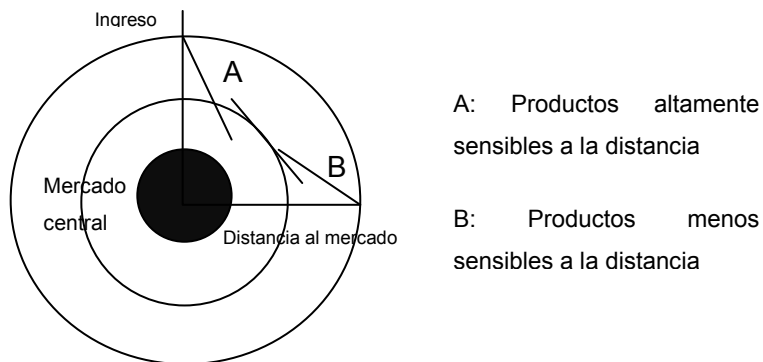 Ingreso
A
B
Mercado
central
Distancia al mercado
A: Productos altamente
sensibles a la distancia
B: Productos menos
sensibles a la distancia